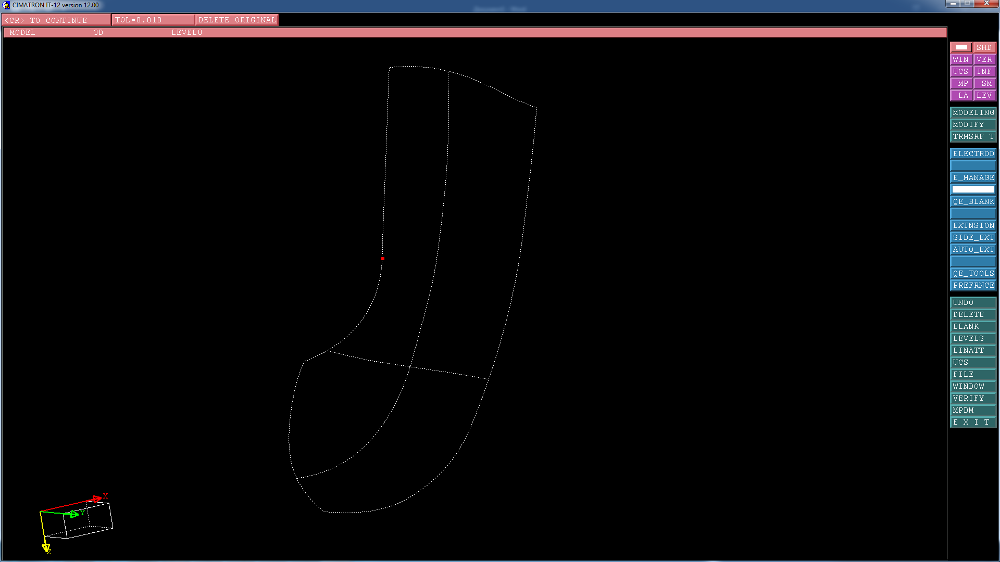 CIMATRON IT-12 version 12.00
<CR> TO CONTINUE TOL=0.010 DELETE ORIGINAL
MODEL 3D LEVEL0
SHD
WIN VER
UCS INF
MP SM
LA LEV
MODELING
MODIFY
TRMSRF T
ELECTROD
E_MANAGE
QE_BLANK
EXTNSION
SIDE_EXT
AUTO_EXT
QE_TOOLS
PREFRNCE
UNDO
DELETE
BLANK
LEVELS
LINATT
UCS
FILE
WINDOW
VERIFY
MPDM
E X I T
X
Y
Z